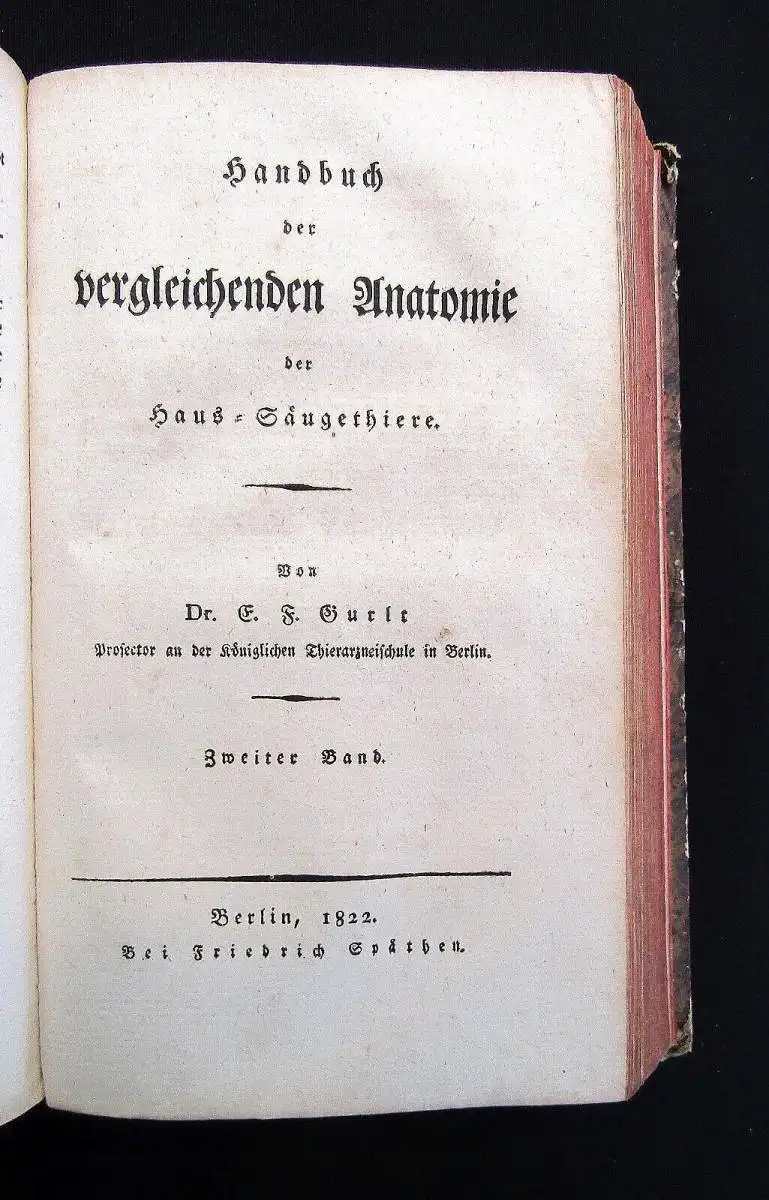 Handbuch
der
vergleichenden Anatomie
der
Haus-Säugethiere.
Von
Dr. E. F. Gurlt
Prosector an der Königlichen Thierarzneischule in Berlin.
Zweiter Band.
Berlin, 1822.
Bei Friedrich Späthen.